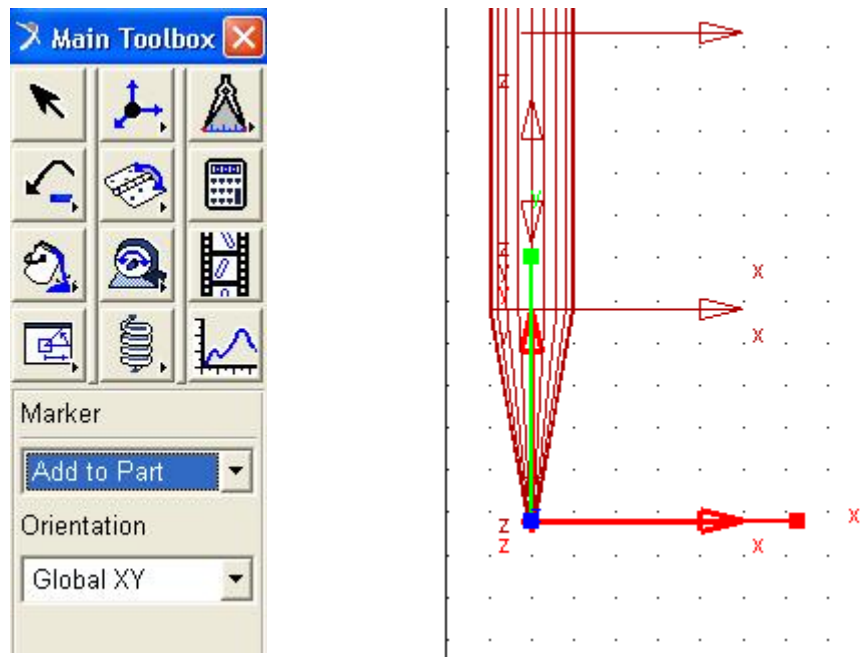 Main Toolbox
Marker
Add to Part
Orientation
Global XY
z
y
z
x
x
z
x
z
x